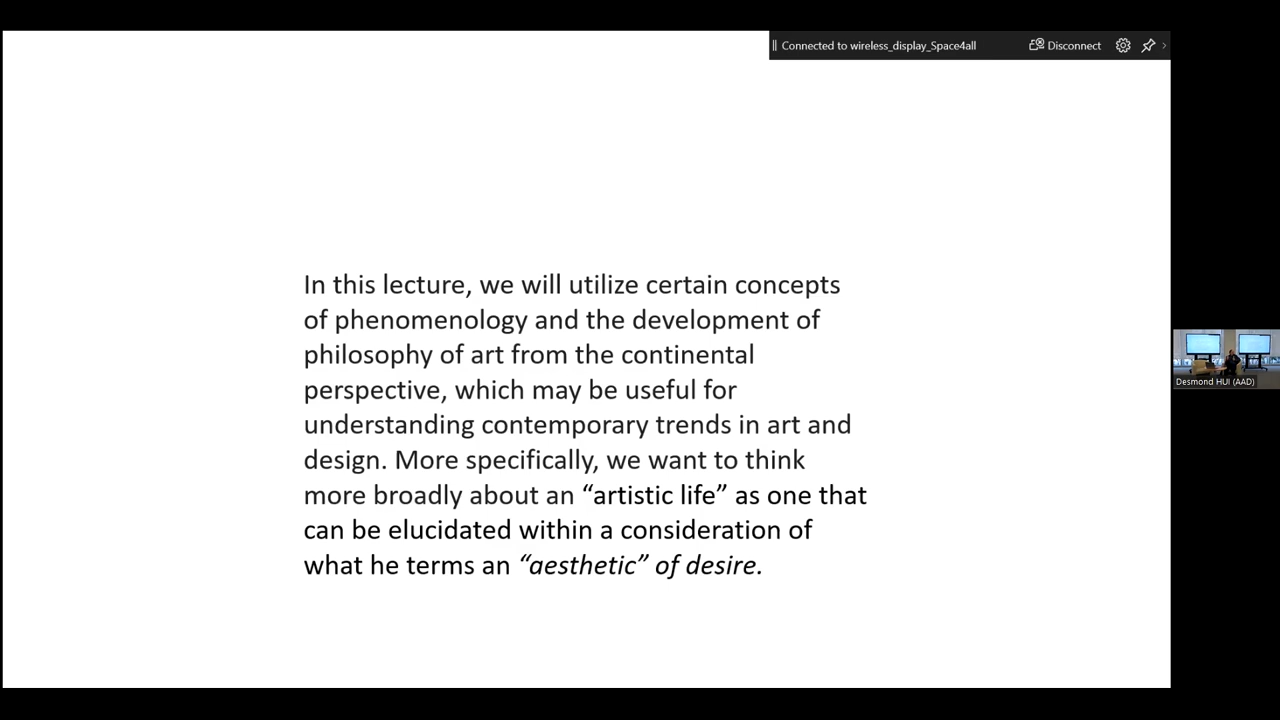 Connected to wireless_display_Space4all
Disconnect
In this lecture, we will utilize certain concepts
of phenomenology and the development of
philosophy of art from the continental
perspective, which may be useful for
understanding contemporary trends in art and
design. More specifically, we want to think
more broadly about an “artistic life” as one that
can be elucidated within a consideration of
what he terms an “aesthetic” of desire.
Desmond HUI (AAD)